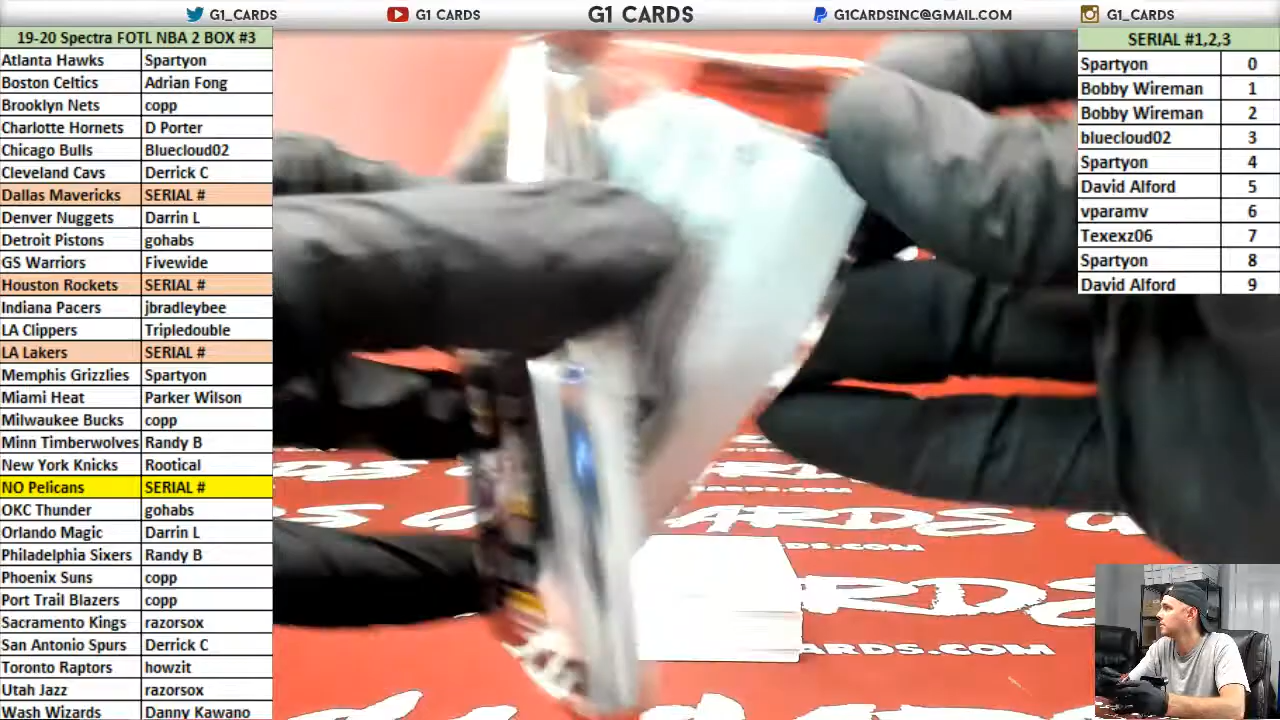 G1_CARDS G1 CARDS G1 CARDS G1CARDSINC@GMAIL.COM G1_CARDS
19-20 Spectra FOTL NBA 2 BOX #3
Atlanta Hawks Spartyon
Boston Celtics Adrian Fong
Brooklyn Nets copp
Charlotte Hornets D Porter
Chicago Bulls Bluecloud02
Cleveland Cavs Derrick C
Dallas Mavericks SERIAL #
Denver Nuggets Darrin L
Detroit Pistons gohabs
GS Warriors Fivewide
Houston Rockets SERIAL #
Indiana Pacers jbradleybee
LA Clippers Tripledouble
LA Lakers SERIAL #
Memphis Grizzlies Spartyon
Miami Heat Parker Wilson
Milwaukee Bucks copp
Minn Timberwolves Randy B
New York Knicks Rootical
NO Pelicans SERIAL #
OKC Thunder gohabs
Orlando Magic Darrin L
Philadelphia Sixers Randy B
Phoenix Suns copp
Port Trail Blazers copp
Sacramento Kings razorsox
San Antonio Spurs Derrick C
Toronto Raptors howzit
Utah Jazz razorsox
Wash Wizards Danny Kawano
SERIAL #1,2,3
Spartyon 0
Bobby Wireman 1
Bobby Wireman 2
bluecloud02 3
Spartyon 4
David Alford 5
vparamv 6
Texexz06 7
Spartyon 8
David Alford 9